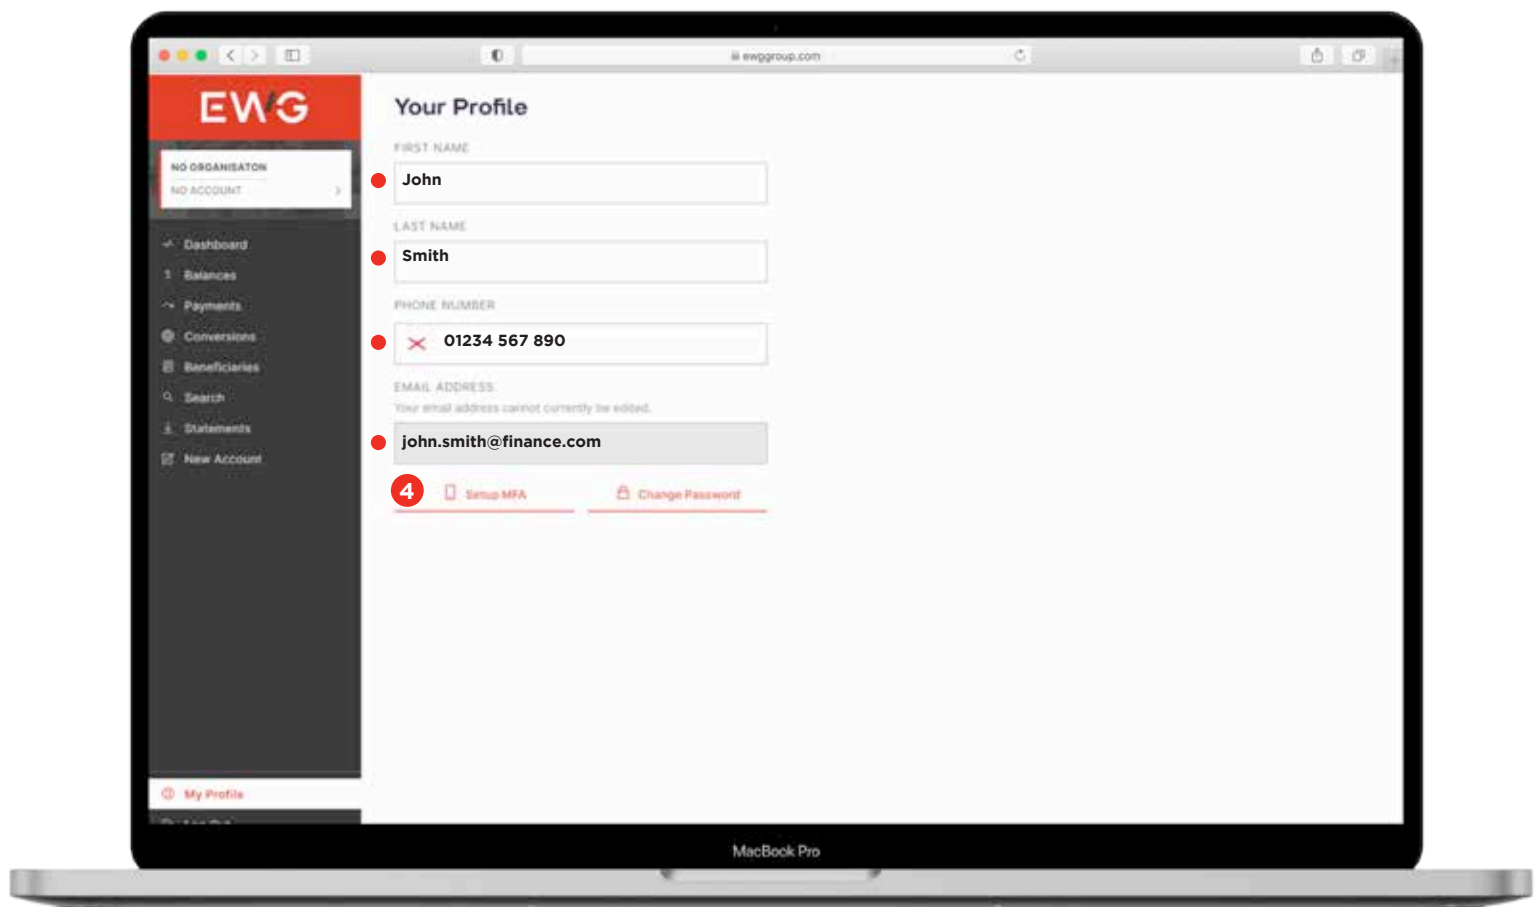 ewggroup.com
EWG
NO ORGANISATON
NO ACCOUNT
Dashboard
Balances
Payments
Conversions
Beneficiaries
Search
Statements
New Account
My Profile
Your Profile
FIRST NAME
John
LAST NAME
Smith
PHONE NUMBER
01234 567 890
EMAIL ADDRESS
Your email address cannot currently be edited.
john.smith@finance.com
4 Setup MFA Change Password
MacBook Pro